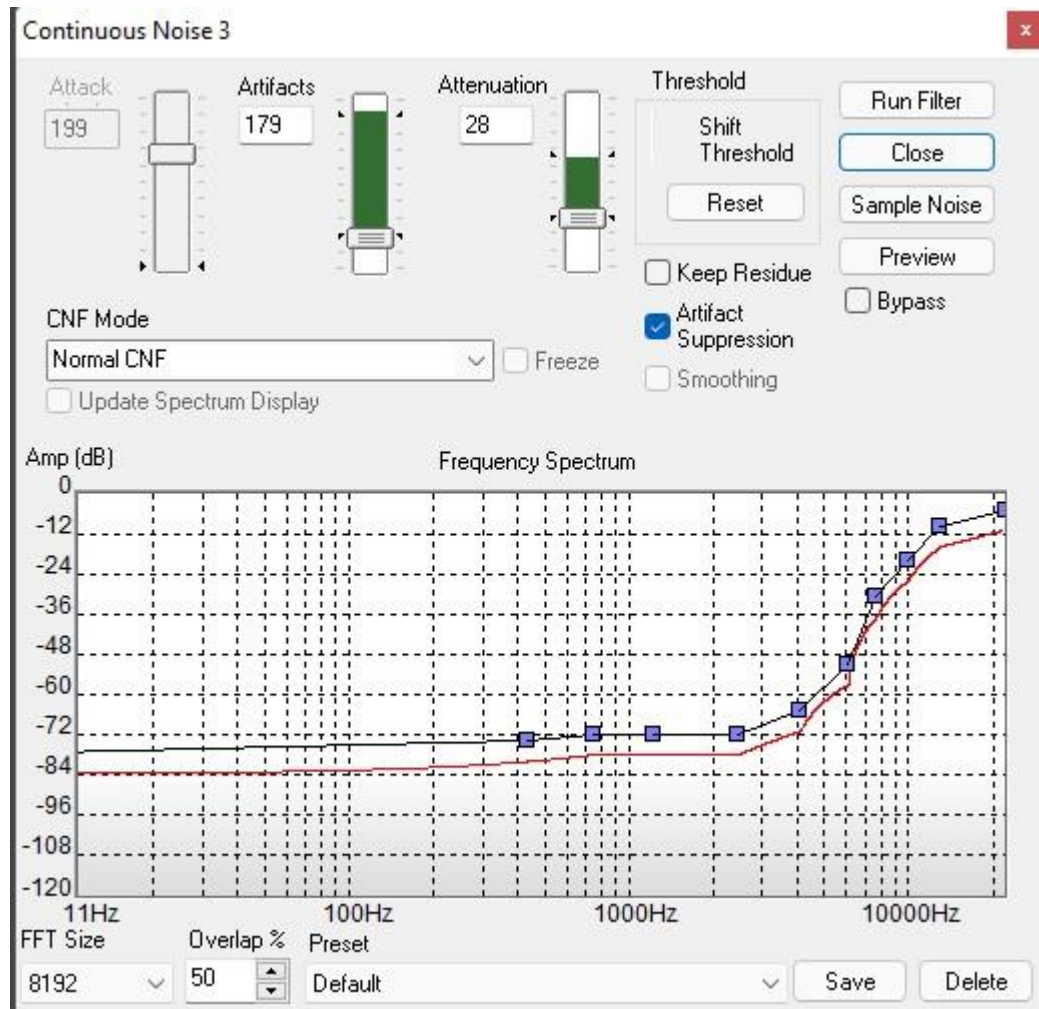 Continuous Noise 3
x
Attack
199
Artifacts
179
Attenuation
28
Threshold
Shift
Threshold
Reset
Run Filter
Close
Sample Noise
Preview
Bypass
Keep Residue
Artifact
Suppression
Smoothing
CNF Mode
Normal CNF
Freeze
Update Spectrum Display
Amp (dB)
Frequency Spectrum
0
-12
-24
-36
-48
-60
-72
-84
-96
-108
-120
11Hz 100Hz 1000Hz 10000Hz
FFT Size
8192
Overlap %
50
Preset
Default
Save
Delete